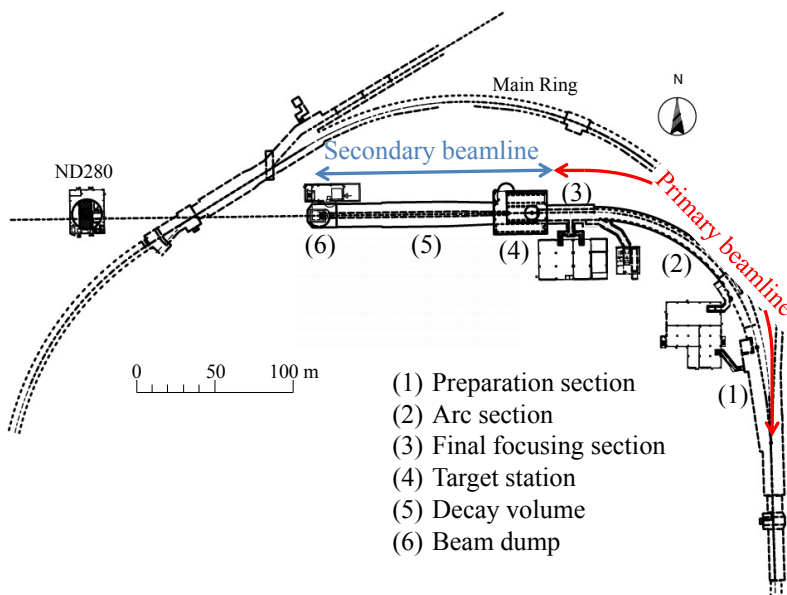 N
Main Ring
ND280
Secondary beamline
Primary beamline
(3)
(6)
(5)
(4)
(2)
(1)
0 50 100 m
(1) Preparation section
(2) Arc section
(3) Final focusing section
(4) Target station
(5) Decay volume
(6) Beam dump